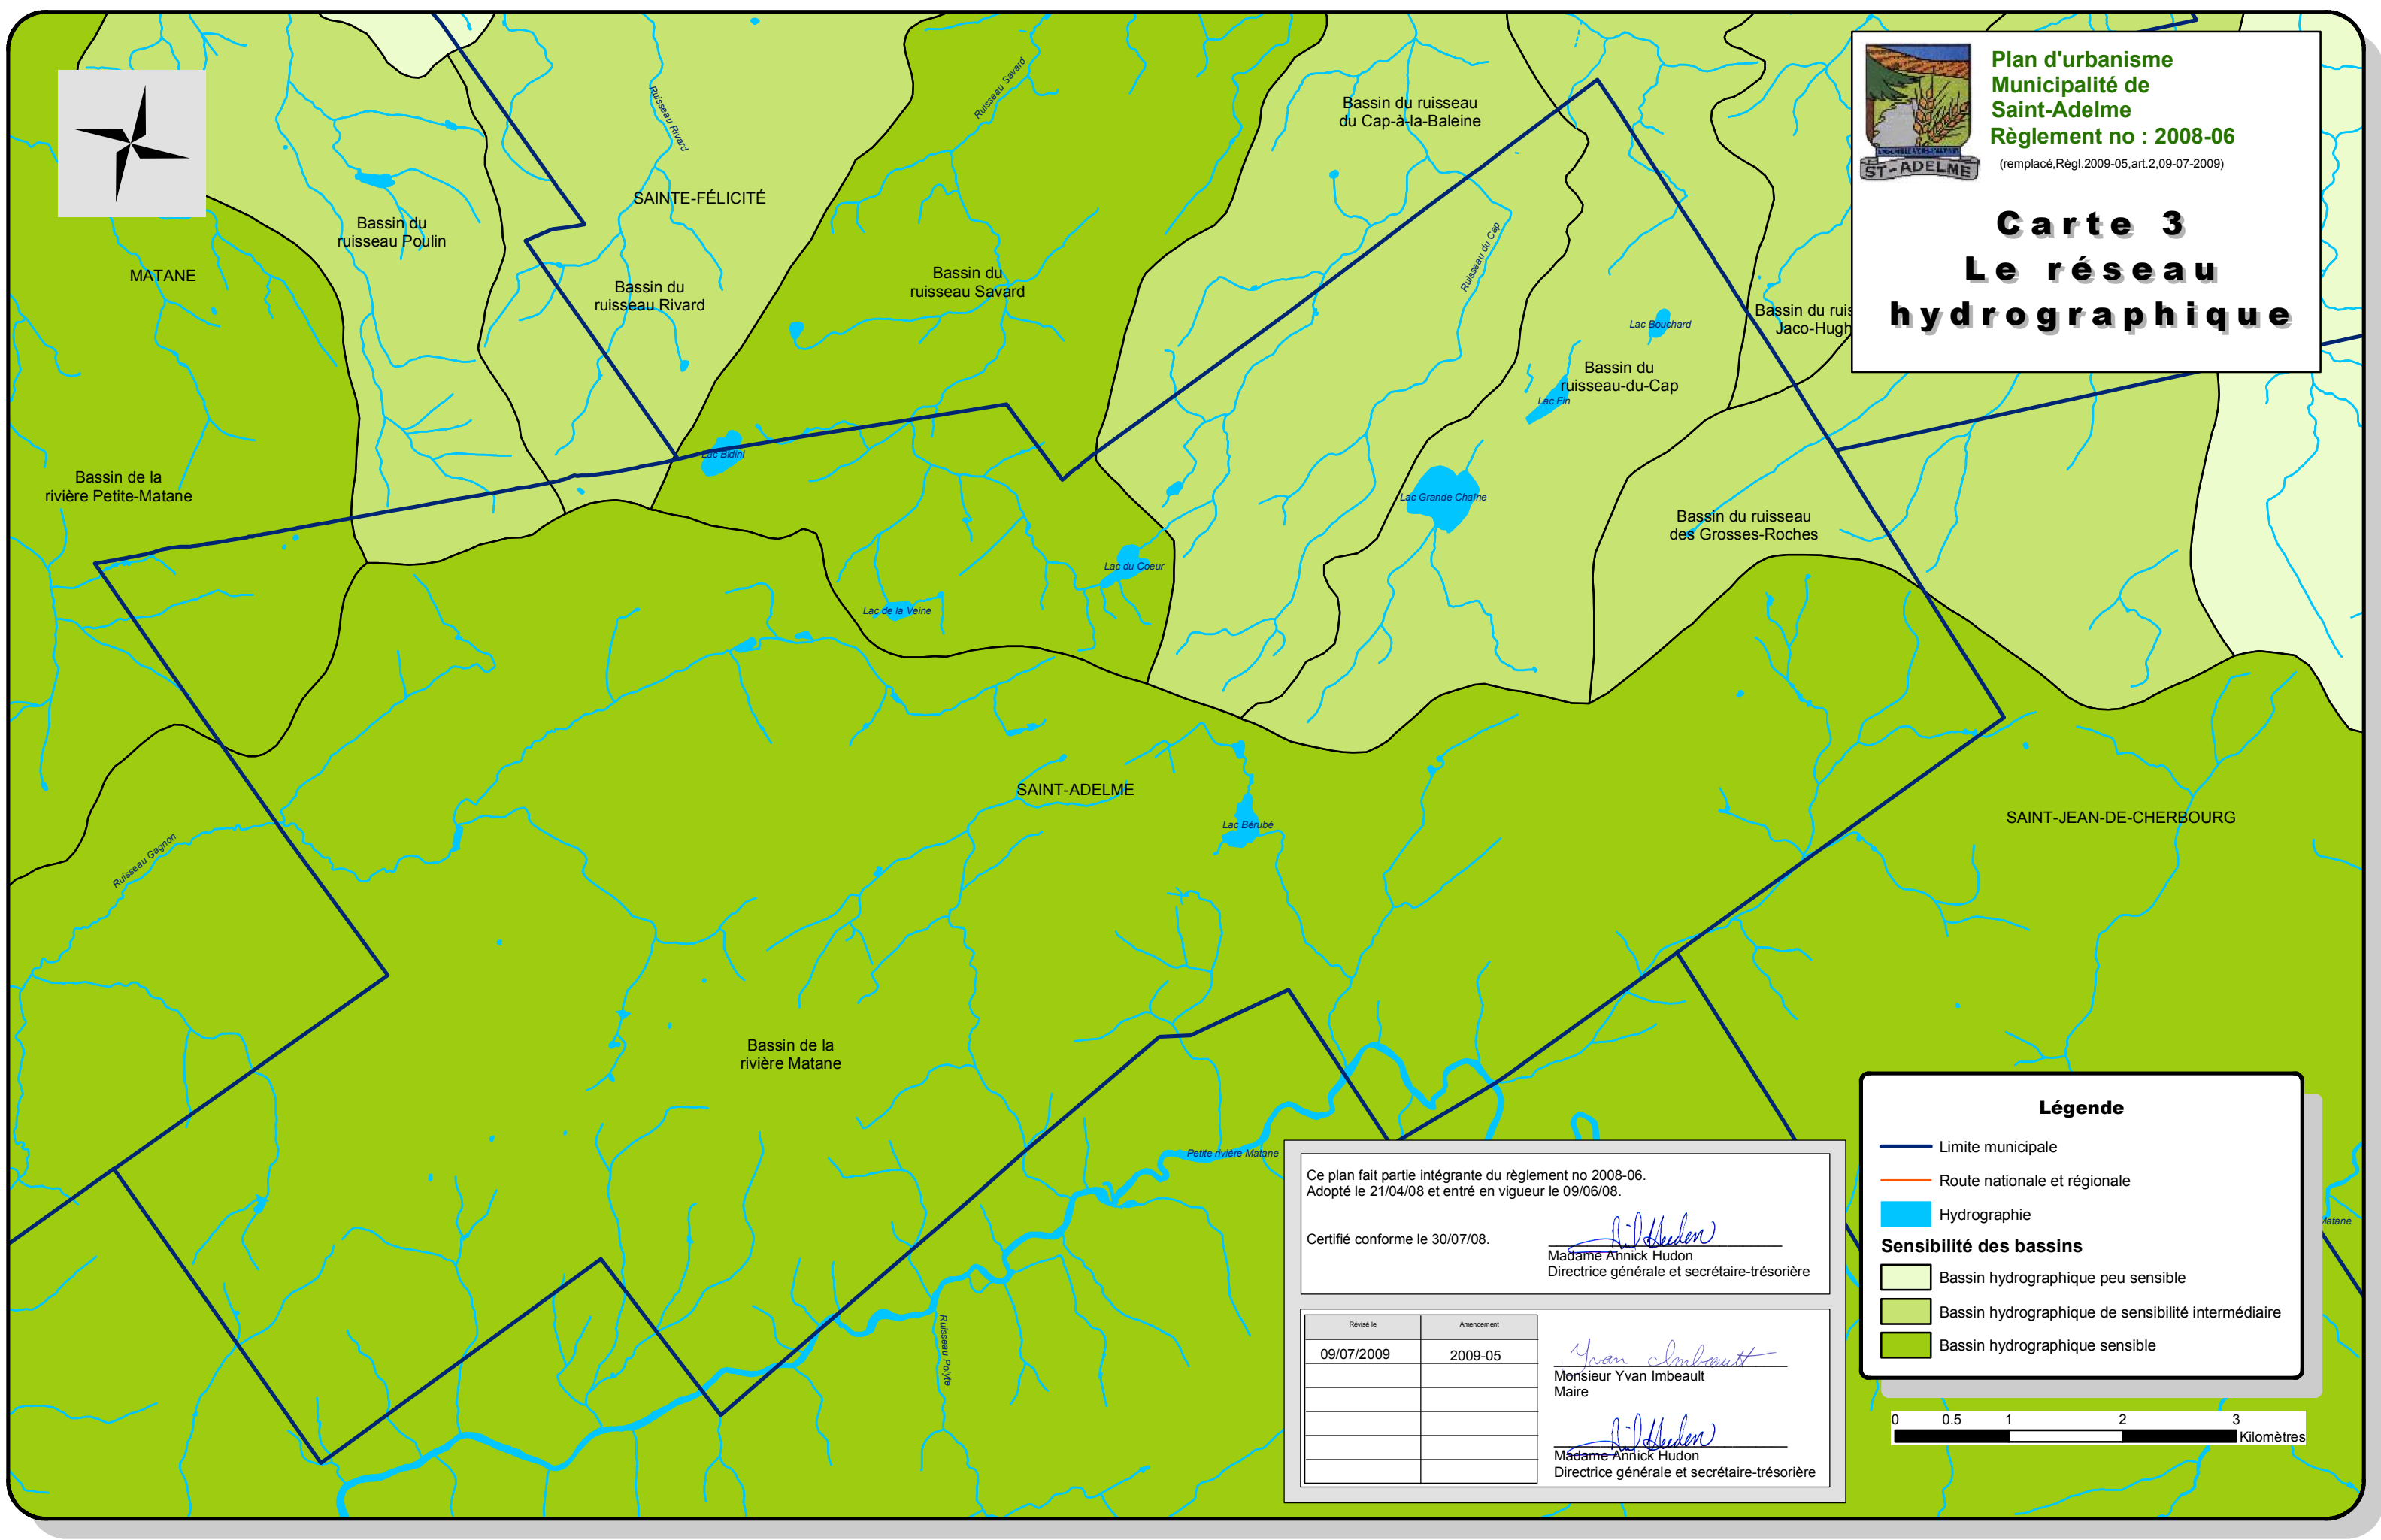 Plan d'urbanisme
Municipalité de
Saint-Adelme
Règlement no : 2008-06
(remplacé,Règl.2009-05,art.2,09-07-2009)
ST-ADELME
Carte 3
Le réseau
hydrographique
Ruisseau Rivard
Ruisseau Savard
Bassin du ruisseau
du Cap-à-la-Baleine
SAINTE-FÉLICITÉ
Bassin du
ruisseau Poulin
MATANE
Bassin du
ruisseau Rivard
Bassin du
ruisseau Savard
Ruisseau du Cap
Bassin du ruis
Jaco-Hugh
Lac Bouchard
Bassin du
ruisseau-du-Cap
Lac Fin
Lac Bidini
Bassin de la
rivière Petite-Matane
Lac Grande Chaîne
Bassin du ruisseau
des Grosses-Roches
Lac du Coeur
Lac de la Veine
SAINT-ADELME
Lac Bérubé
SAINT-JEAN-DE-CHERBOURG
Ruisseau Gagnon
Bassin de la
rivière Matane
Petite rivière Matane
Ruisseau Polyte
Matane
Ce plan fait partie intégrante du règlement no 2008-06.
Adopté le 21/04/08 et entré en vigueur le 09/06/08.
Certifié conforme le 30/07/08.
Madame Annick Hudon
Directrice générale et secrétaire-trésorière
Révisé le
Amendement
09/07/2009
2009-05
Yvan Imbeault
Monsieur Yvan Imbeault
Maire
Madame Annick Hudon
Directrice générale et secrétaire-trésorière
Légende
Limite municipale
Route nationale et régionale
Hydrographie
Sensibilité des bassins
Bassin hydrographique peu sensible
Bassin hydrographique de sensibilité intermédiaire
Bassin hydrographique sensible
0 0.5 1 2 3
Kilomètres